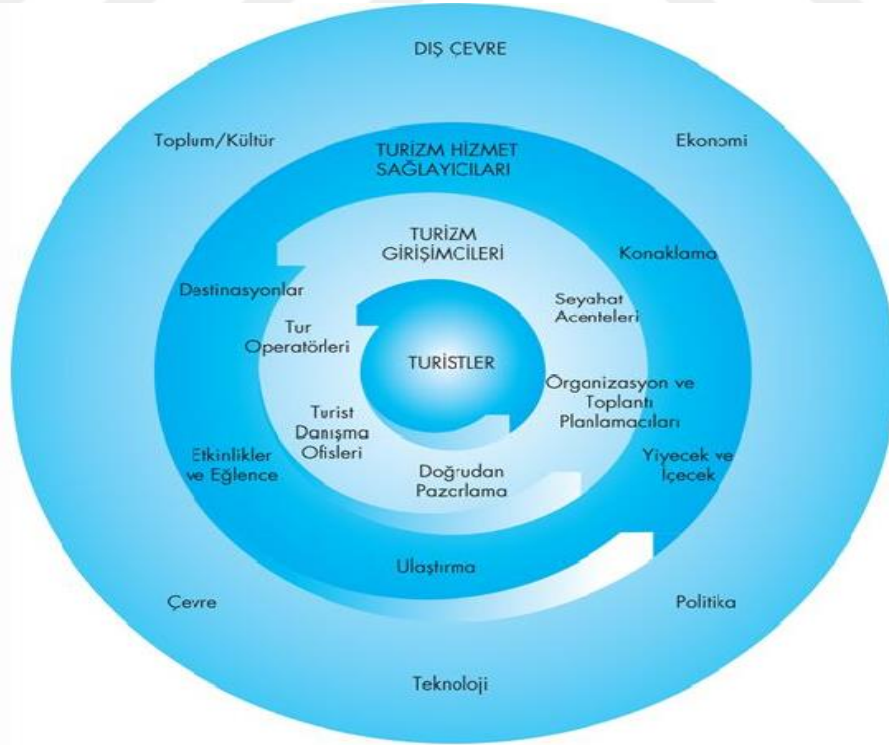 DIŞ ÇEVRE
Toplum/Kültür
Ekonomi
TURİZM HİZMET
SAĞLAYICILARI
TURİZM
GİRİŞİMCİLERİ
Konaklama
Destinasyonlar
Seyahat
Acenteleri
Tur
Operatörleri
TURİSTLER
Örganizasyon ve
Toplantı
Planlamacıları
Turist
Danışma
Ofisleri
Etkinlikler
ve Eğlence
Doğrudan
Pazcrlama
Yiyecek ve
İçecek
Ulaştırma
Çevre
Politika
Teknoloji